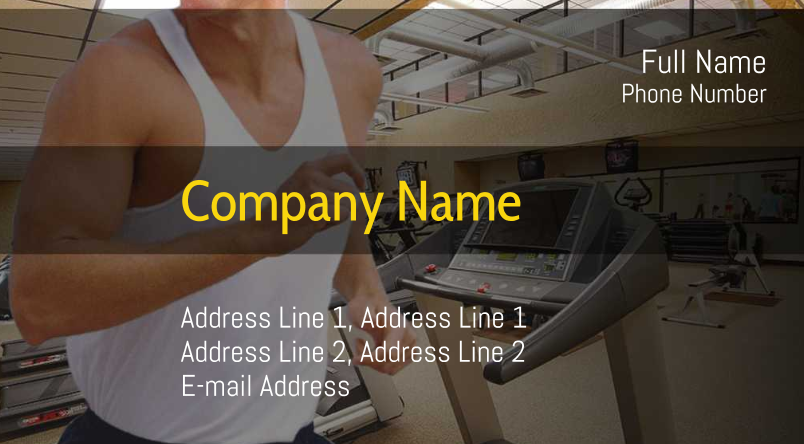 Full Name
Phone Number
Company Name
Address Line 1, Address Line 1
Address Line 2, Address Line 2
E-mail Address